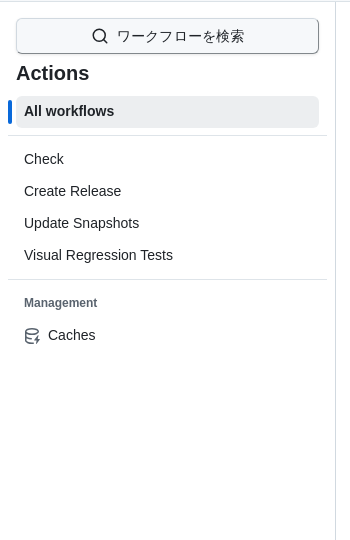 ワークフローを検索
Actions
All workflows
Check
Create Release
Update Snapshots
Visual Regression Tests
Management
Caches